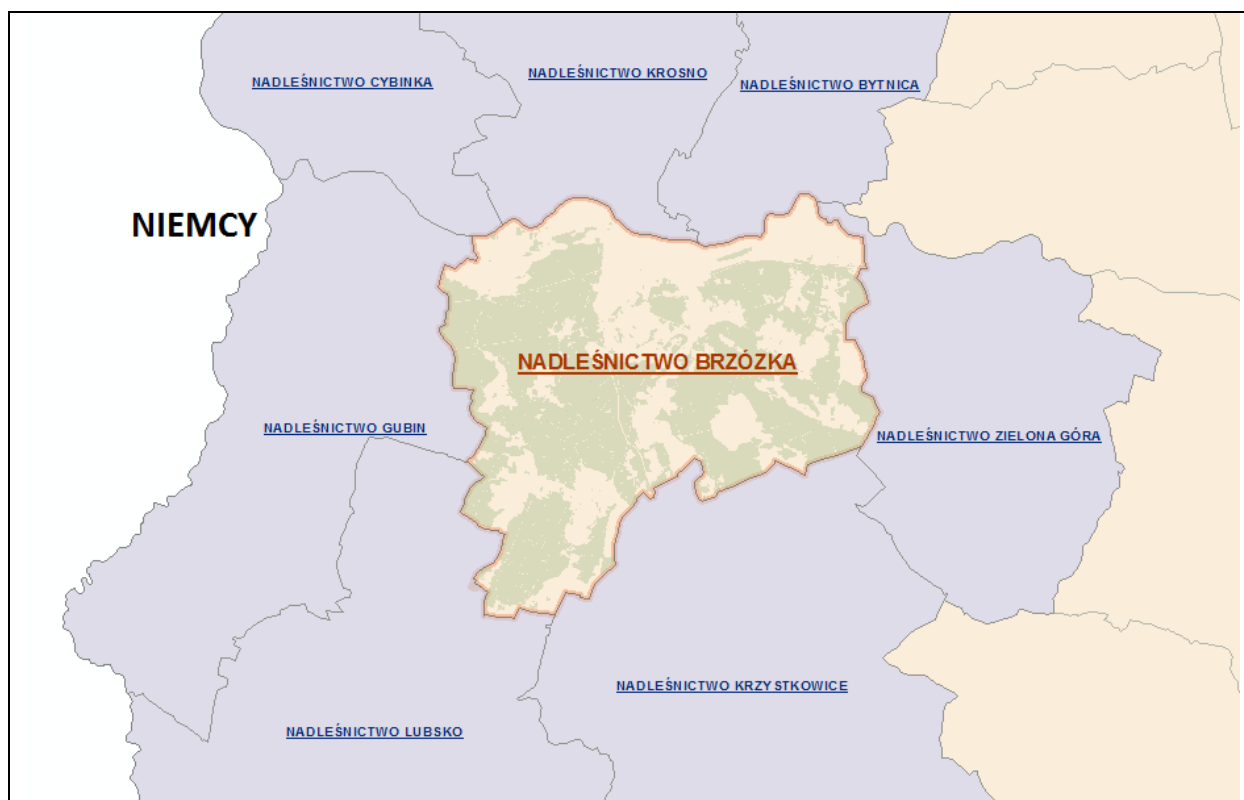 NADLEŚNICTWO CYBINKA
NADLEŚNICTWO KROSNO
NADLEŚNICTWO BYTNICA
NIEMCY
NADLEŚNICTWO BRZÓZKA
NADLEŚNICTWO GUBIN
NADLEŚNICTWO ZIELONA GÓRA
NADLEŚNICTWO KRZYSTKOWICE
NADLEŚNICTWO LUBSKO